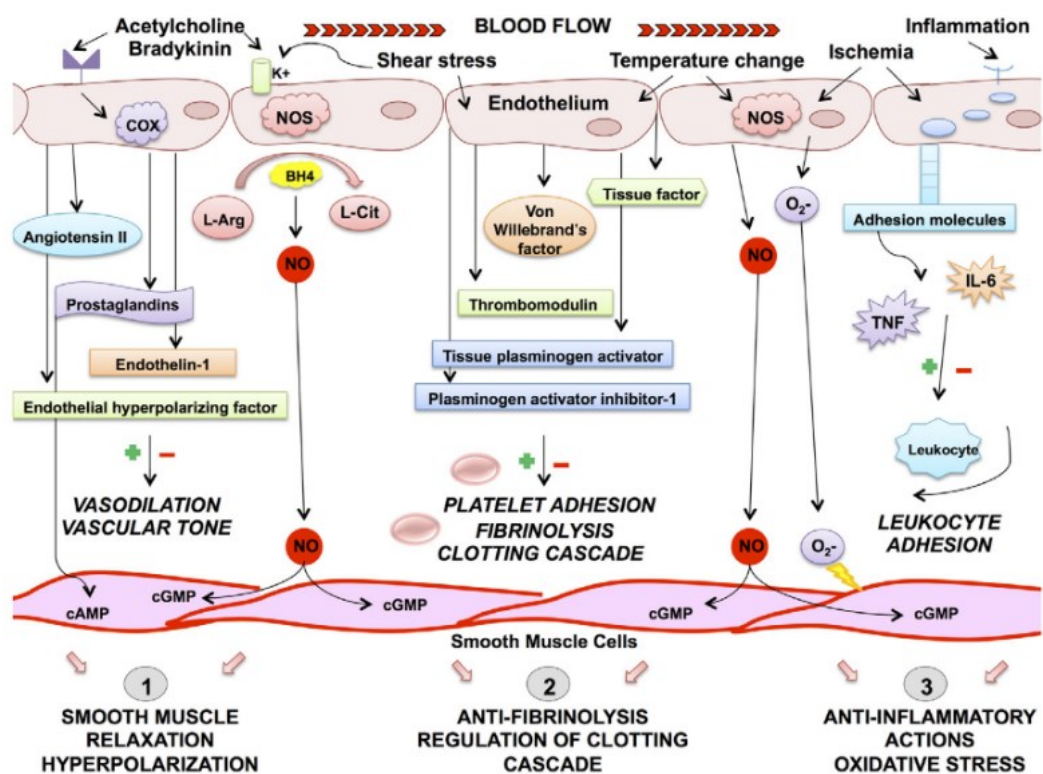 Acetylcholine
Bradykinin
BLOOD FLOW
Inflammation
K+
Shear stress
Temperature change
Ischemia
COX
NOS
Endothelium
NOS
BH4
L-Arg
L-Cit
Angiotensin II
Von
Willebrand's
factor
Tissue factor
O2-
Adhesion molecules
NO
NO
IL-6
TNF
Prostaglandins
Thrombomodulin
Endothelin-1
Tissue plasminogen activator
Endothelial hyperpolarizing factor
Plasminogen activator inhibitor-1
+ −
+ −
+ −
Leukocyte
VASODILATION
VASCULAR TONE
PLATELET ADHESION
FIBRINOLYSIS
CLOTTING CASCADE
LEUKOCYTE
ADHESION
NO
NO
O2-
cAMP
cGMP
cGMP
cGMP
cGMP
Smooth Muscle Cells
1
SMOOTH MUSCLE
RELAXATION
HYPERPOLARIZATION
2
ANTI-FIBRINOLYSIS
REGULATION OF CLOTTING
CASCADE
3
ANTI-INFLAMMATORY
ACTIONS
OXIDATIVE STRESS